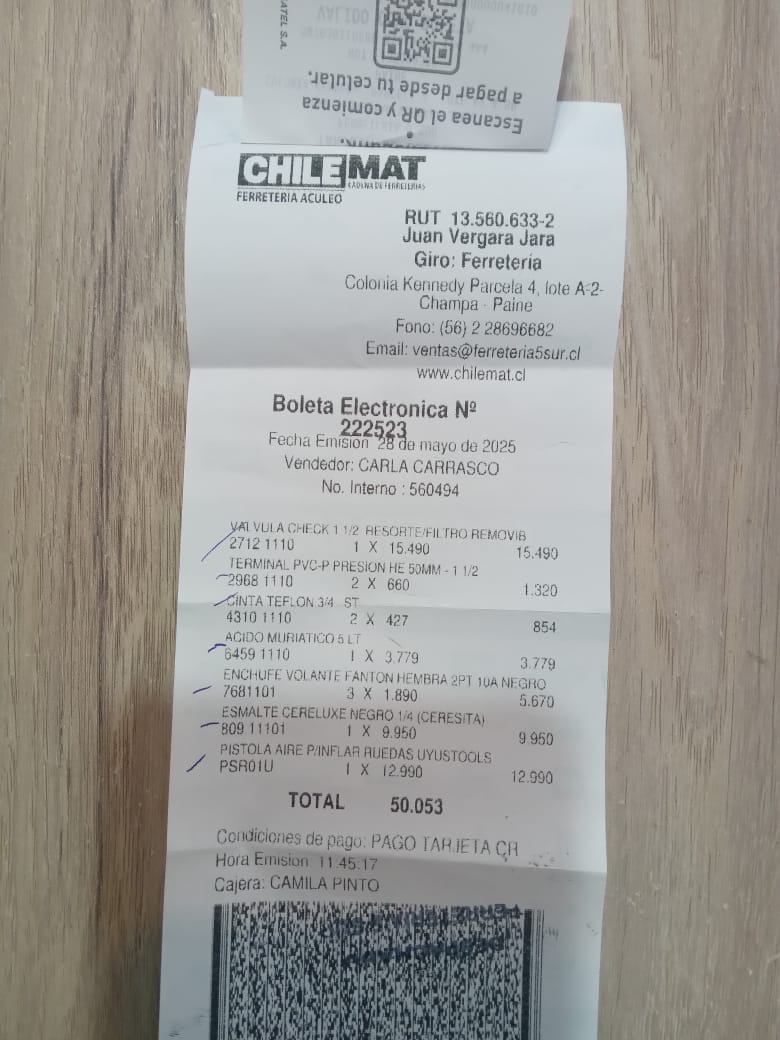 ATEL S.A.
Escanea el QR y comienza
a pagar desde tu celular.
VALIDO
CHILEMAT
CADENA DE FERRETERIAS
FERRETERIA ACULEO
RUT 13.560.633-2
Juan Vergara Jara
Giro: Ferretería
Colonia Kennedy Parcela 4, lote A-2-
Champa - Paine
Fono: (56) 2 28696682
Email: ventas@ferreteria5sur.cl
www.chilemat.cl
Boleta Electronica Nº
222523
Fecha Emision 28 de mayo de 2025
Vendedor: CARLA CARRASCO
No. Interno : 560494
VALVULA CHECK 1 1/2 RESORTE/FILTRO REMOVIB
2712 1110 1 X 15.490 15.490
TERMINAL PVC-P PRESION HE 50MM - 1 1/2
2968 1110 2 X 660 1.320
CINTA TEFLON 3/4 ST
4310 1110 2 X 427 854
ACIDO MURIATICO 5 LT
6459 1110 1 X 3.779 3.779
ENCHUFE VOLANTE FANTON HEMBRA 2PT 10A NEGRO
7681101 3 X 1.890 5.670
ESMALTE CERELUXE NEGRO 1/4 (CERESITA)
809 11101 1 X 9.950 9.950
PISTOLA AIRE P/INFLAR RUEDAS UYUSTOOLS
PSR01U 1 X 12.990 12.990
TOTAL 50.053
Condiciones de pago: PAGO TARJETA CR
Hora Emision 11.45.17
Cajera: CAMILA PINTO